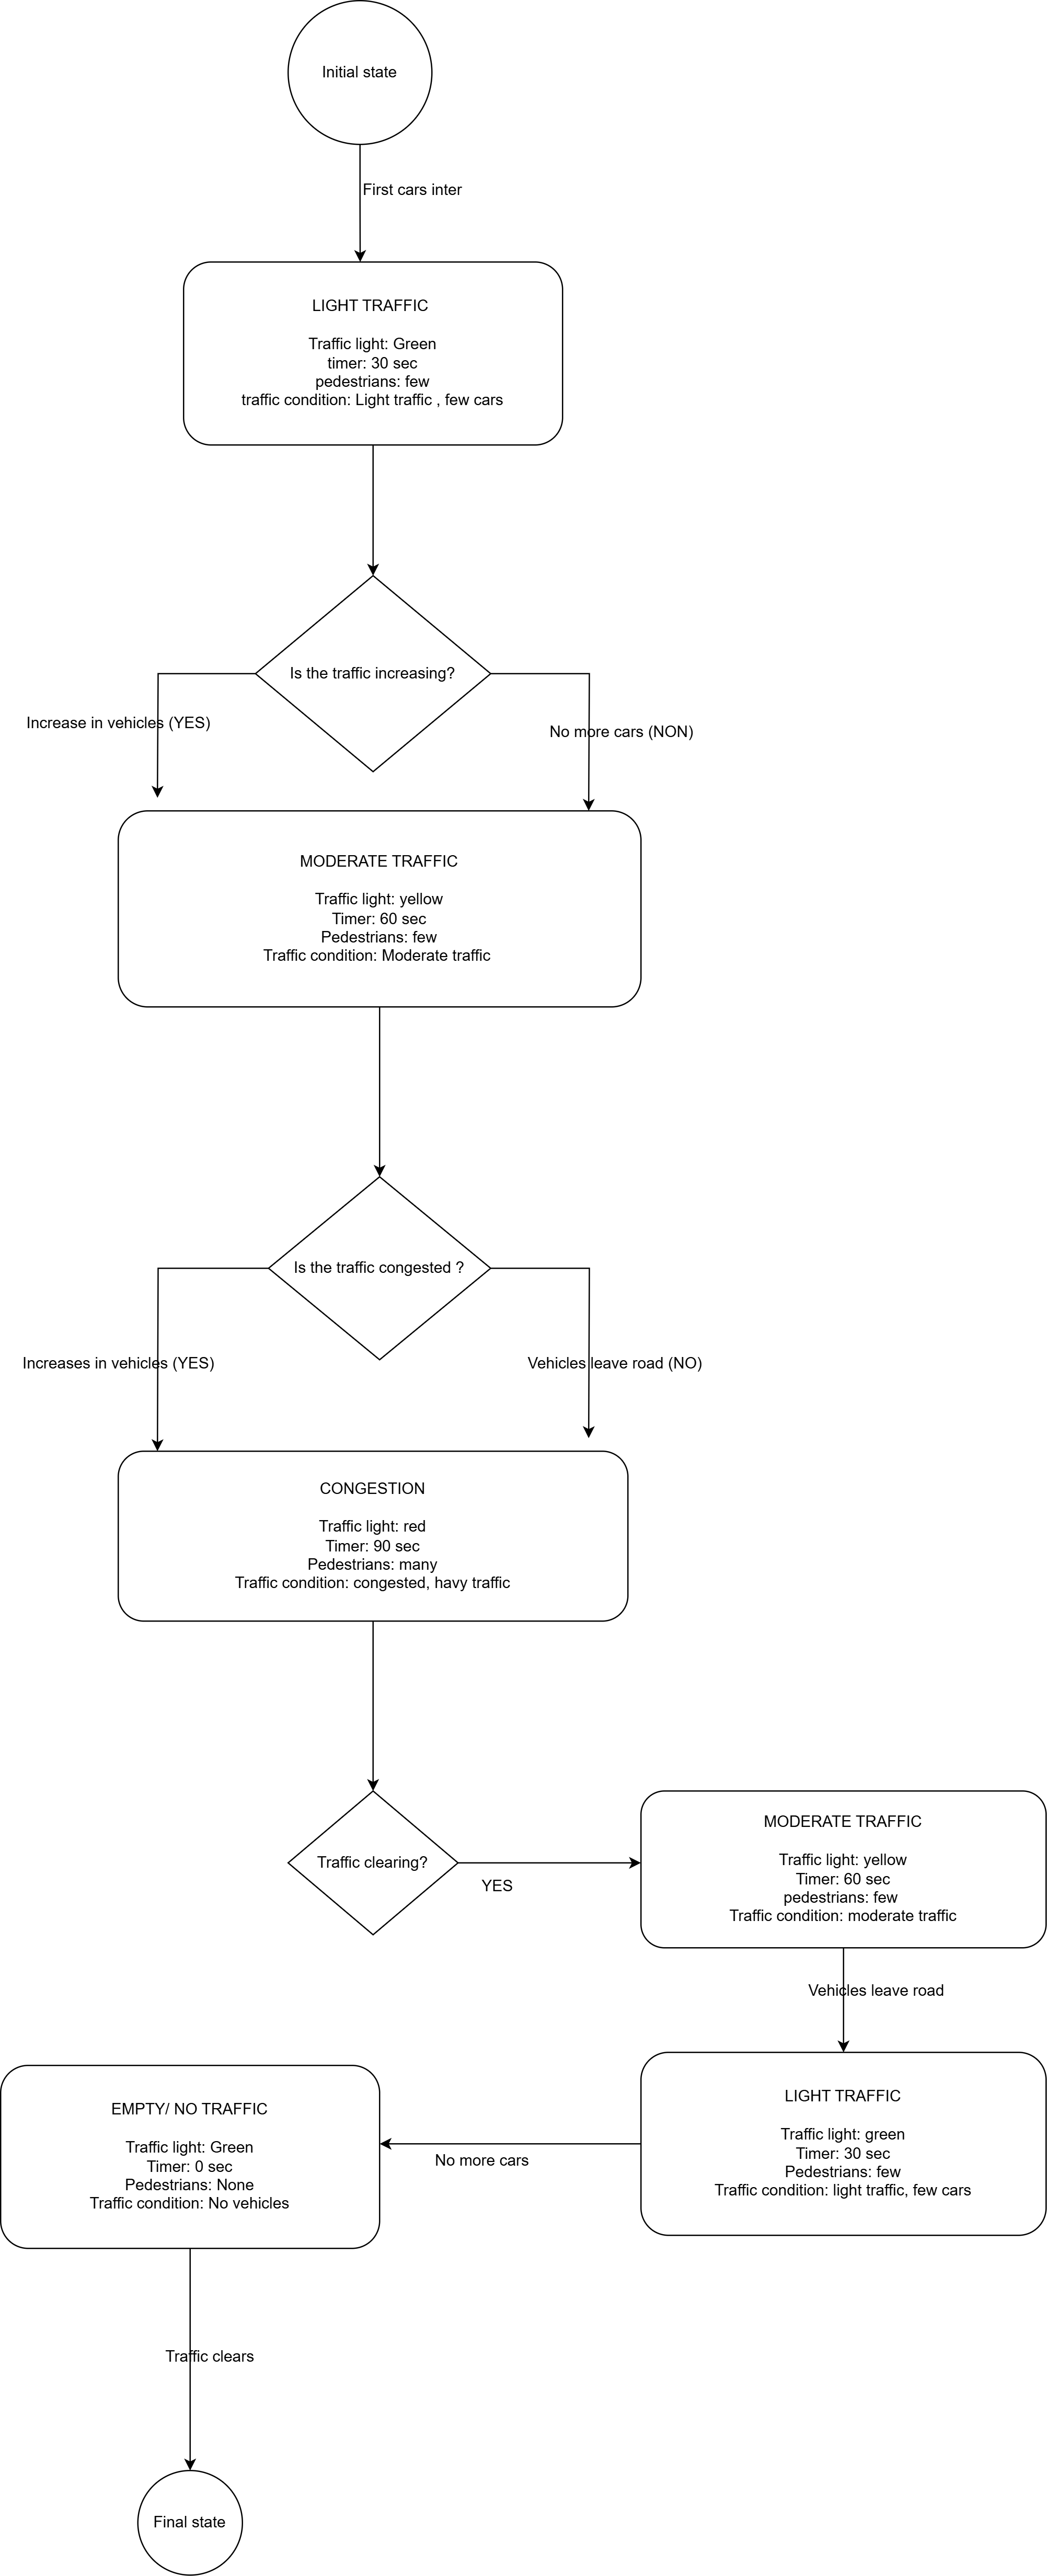 Initial state
First cars inter
LIGHT TRAFFIC
Traffic light: Green
timer: 30 sec
pedestrians: few
traffic condition: Light traffic , few cars
Is the traffic increasing?
Increase in vehicles (YES)
No more cars (NON)
MODERATE TRAFFIC
Traffic light: yellow
Timer: 60 sec
Pedestrians: few
Traffic condition: Moderate traffic
Is the traffic congested ?
Increases in vehicles (YES)
Vehicles leave road (NO)
CONGESTION
Traffic light: red
Timer: 90 sec
Pedestrians: many
Traffic condition: congested, havy traffic
Traffic clearing?
YES
MODERATE TRAFFIC
Traffic light: yellow
Timer: 60 sec
pedestrians: few
Traffic condition: moderate traffic
Vehicles leave road
LIGHT TRAFFIC
Traffic light: green
Timer: 30 sec
Pedestrians: few
Traffic condition: light traffic, few cars
No more cars
EMPTY/ NO TRAFFIC
Traffic light: Green
Timer: 0 sec
Pedestrians: None
Traffic condition: No vehicles
Traffic clears
Final state